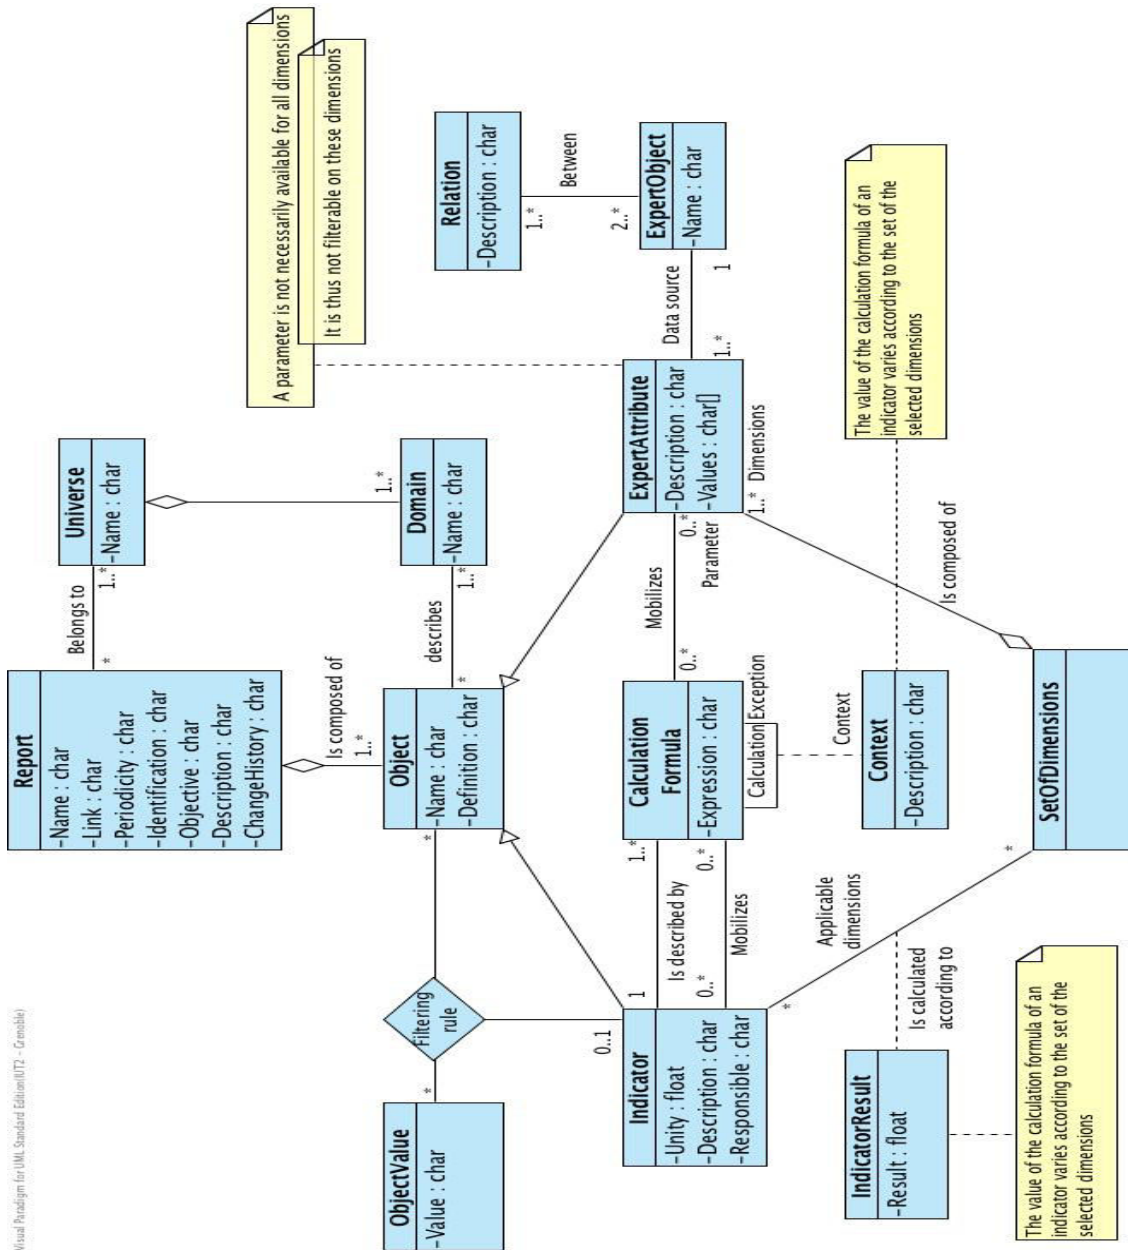 Visual Paradigm for UML Standard Edition(IUT2 - Grenoble)
Report
-Name : char
-Link : char
-Periodicity : char
-Identification : char
-Objective : char
-Description : char
-ChangeHistory : char
Belongs to
*
1..*
Universe
-Name : char
A parameter is not necessarily available for all dimensions
It is thus not filterable on these dimensions
Is composed of
1..*
1..*
Object
-Name : char
-Definition : char
*
*
describes
1..*
Domain
-Name : char
Relation
-Description : char
1..*
Between
2..*
ObjectValue
-Value : char
*
Filtering
rule
0..1
Indicator
-Unity : float
-Description : char
-Responsible : char
1
Is described by
1..*
0..*
Mobilizes
0..*
*
Calculation
Formula
-Expression : char
Calculation Exception
0..*
Mobilizes
0..*
Parameter
ExpertAttribute
-Description : char
-Values : char[]
1..*
Dimensions
Data source
1..*
1
ExpertObject
-Name : char
Applicable
dimensions
*
Context
Context
-Description : char
Is composed of
The value of the calculation formula of an
indicator varies according to the set of the
selected dimensions
IndicatorResult
-Result : float
Is calculated
according to
SetOfDimensions
The value of the calculation formula of an
indicator varies according to the set of the
selected dimensions